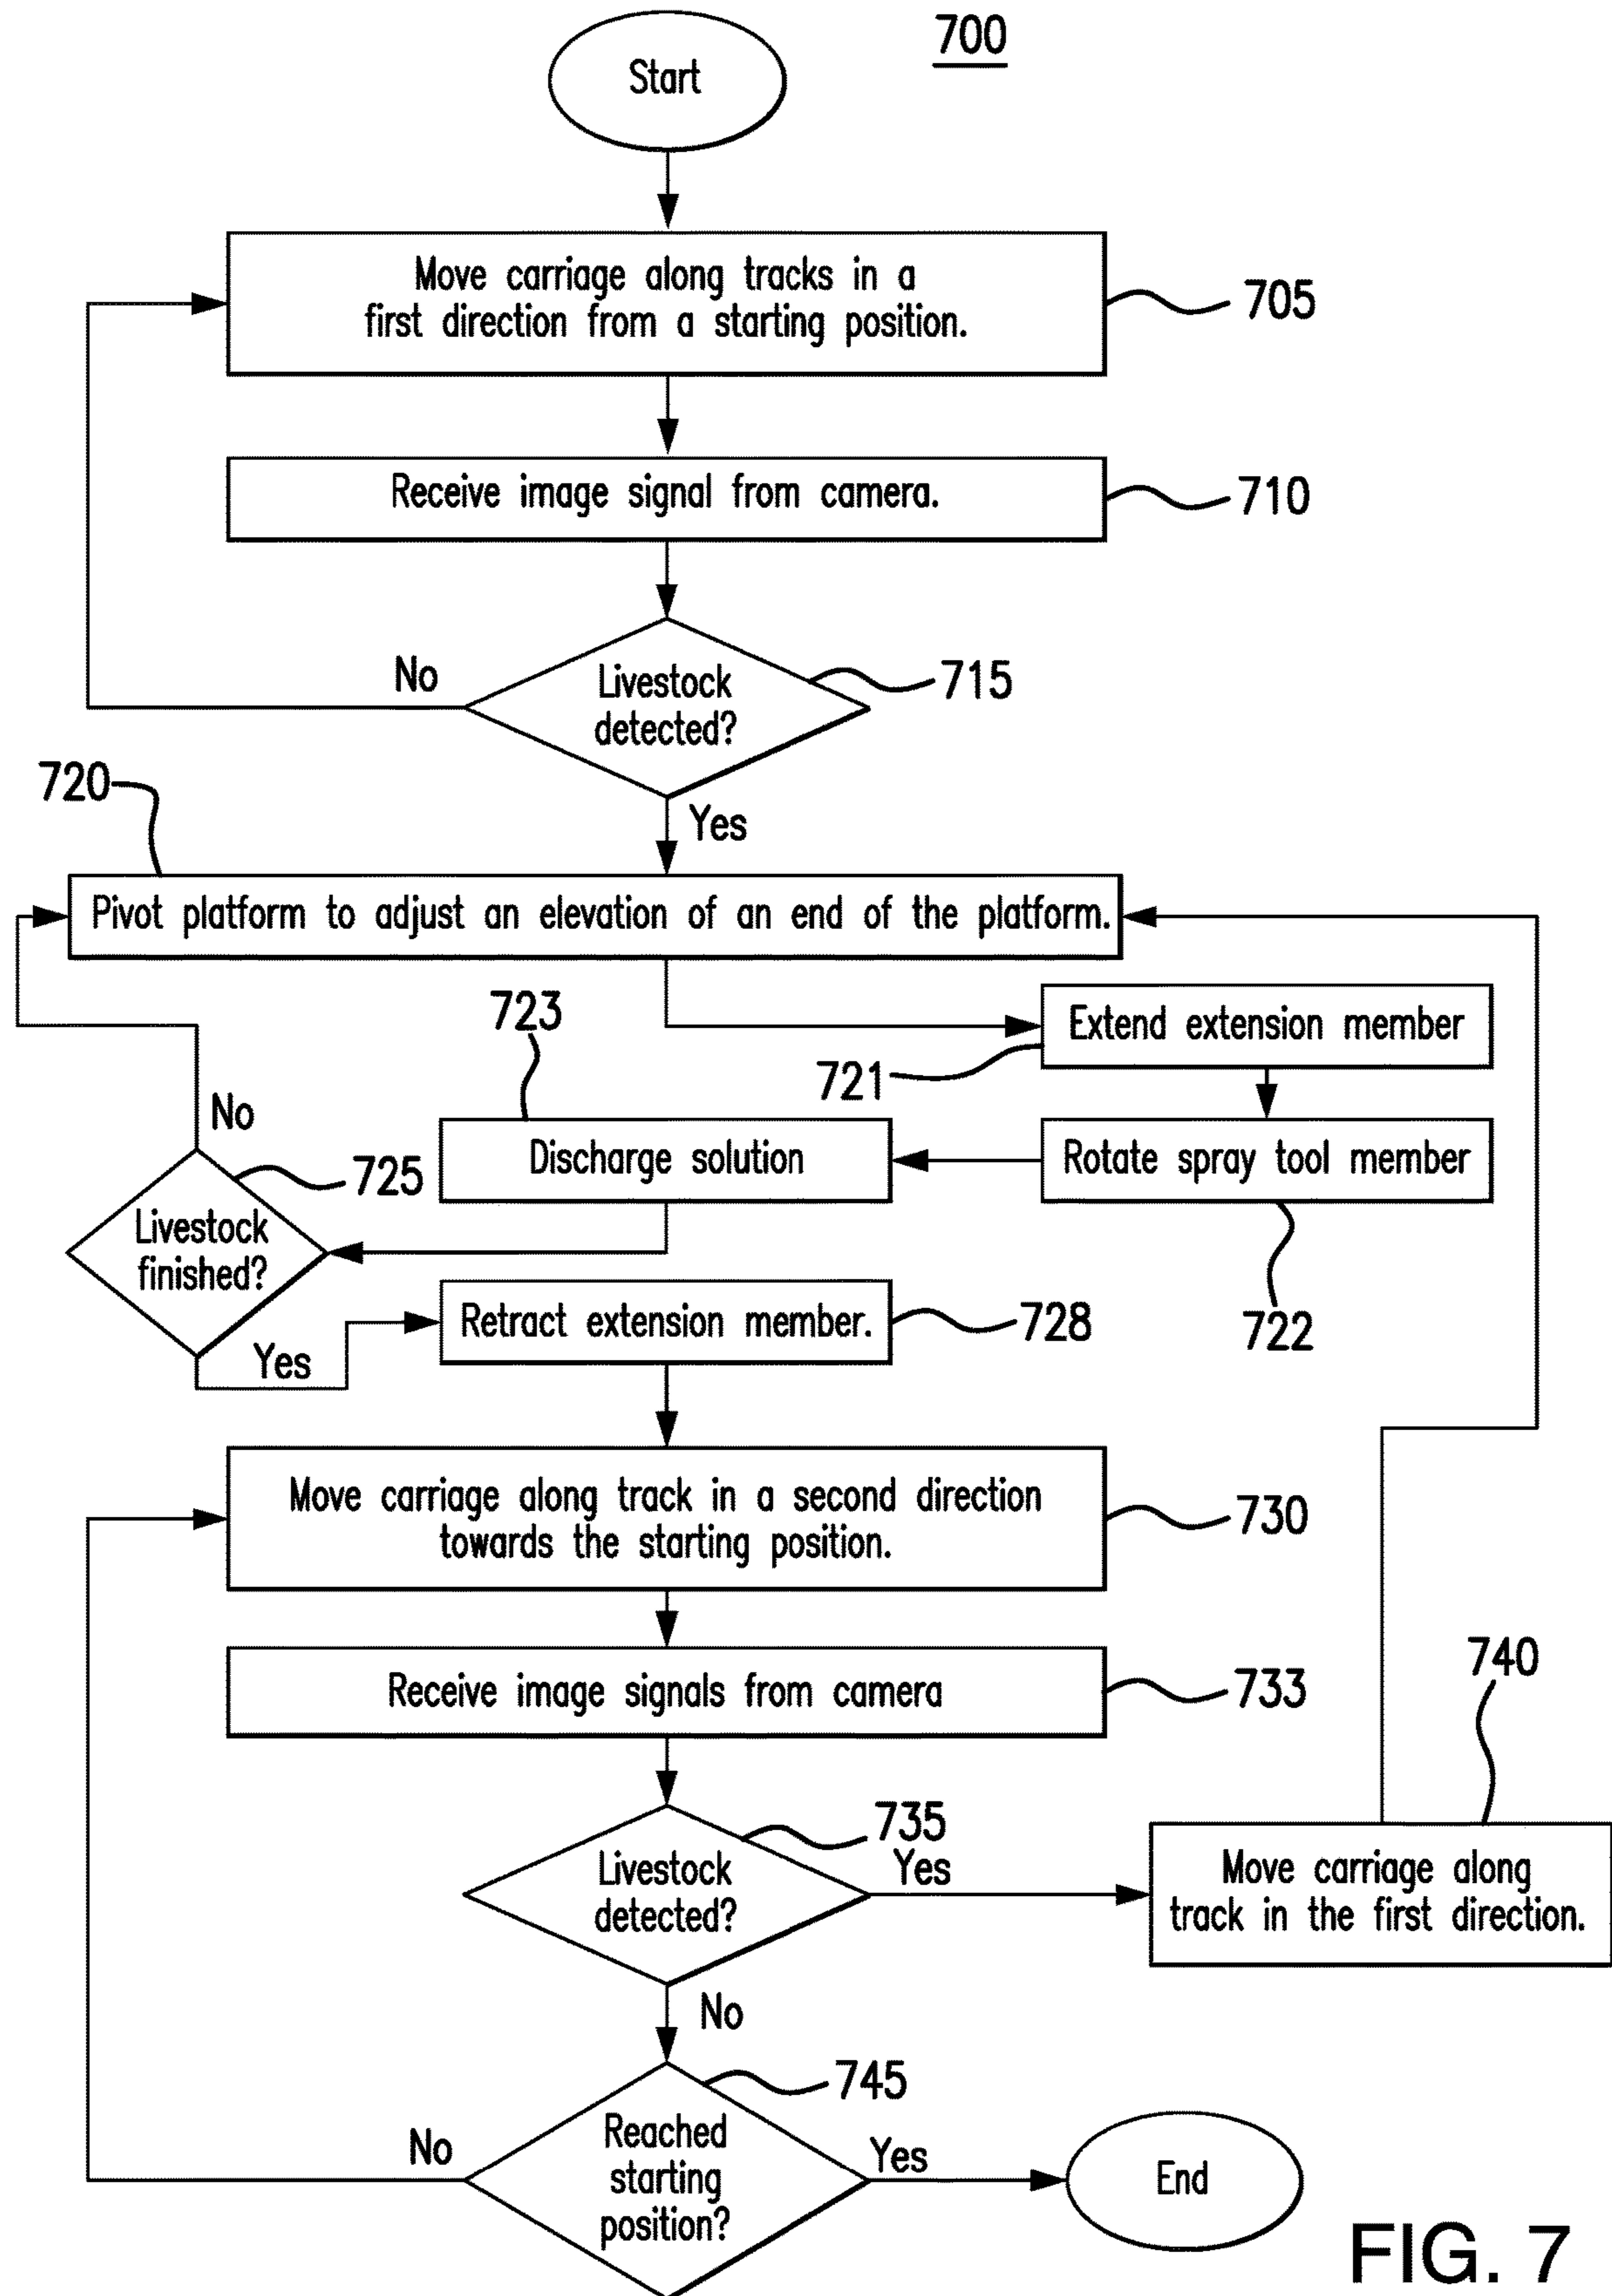 700
Start
Move carriage along tracks in a
first direction from a starting position.
705
Receive image signal from camera.
710
Livestock
detected?
715
No
Yes
720
Pivot platform to adjust an elevation of an end of the platform.
723
Extend extension member
721
No
Discharge solution
Rotate spray tool member
725
Livestock
finished?
722
Yes
Retract extension member.
728
Move carriage along track in a second direction
towards the starting position.
730
Receive image signals from camera
733
740
735
Livestock
detected?
Yes
Move carriage along
track in the first direction.
No
745
Reached
starting
position?
No
Yes
End
FIG. 7